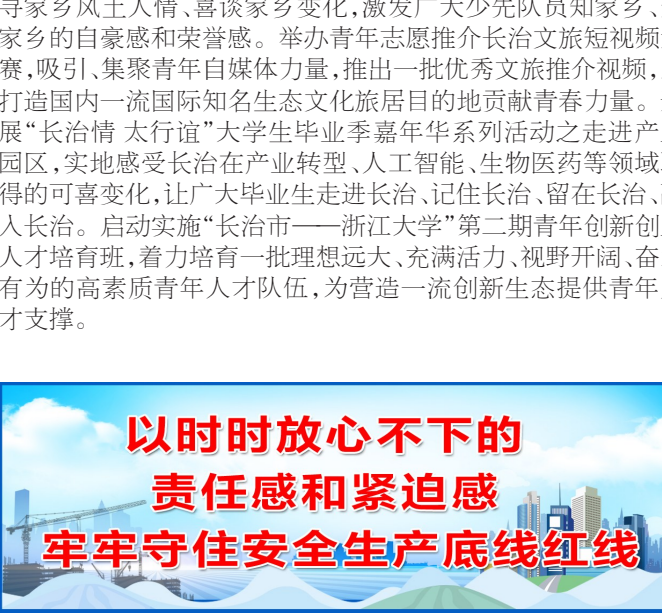 寻家乡风土人情、喜谈家乡变化,激发广大少先队员知家乡、
家乡的自豪感和荣誉感。举办青年志愿推介长治文旅短视频
赛,吸引、集聚青年自媒体力量,推出一批优秀文旅推介视频,
打造国内一流国际知名生态文化旅居目的地贡献青春力量。
展“长治情 太行谊”大学生毕业季嘉年华系列活动之走进产
园区,实地感受长治在产业转型、人工智能、生物医药等领域
得的可喜变化,让广大毕业生走进长治、记住长治、留在长治、
人长治。启动实施“长治市——浙江大学”第二期青年创新创
人才培育班,着力培育一批理想远大、充满活力、视野开阔、奋
有为的高素质青年人才队伍,为营造一流创新生态提供青年
才支撑。
以时时放心不下的
责任感和紧迫感
牢牢守住安全生产底线红线